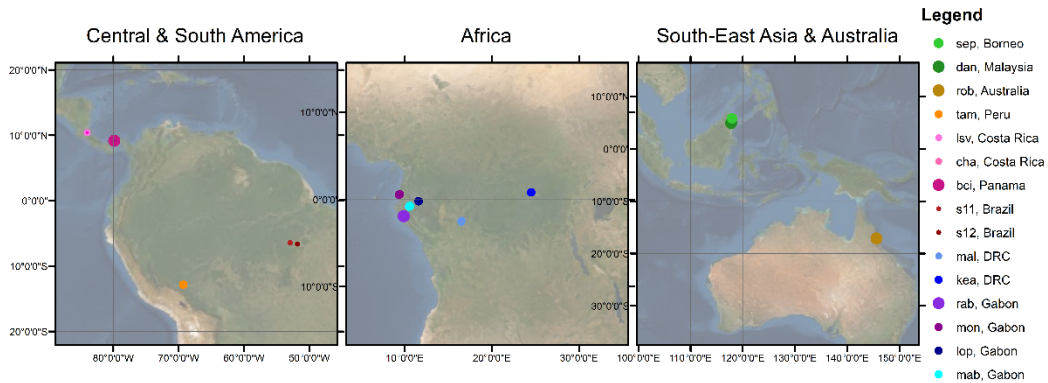 Legend
Central & South America
Africa
South-East Asia & Australia
sep, Borneo
dan, Malaysia
rob, Australia
tam, Peru
lsv, Costa Rica
cha, Costa Rica
bci, Panama
s11, Brazil
s12, Brazil
mal, DRC
kea, DRC
rab, Gabon
mon, Gabon
lop, Gabon
mab, Gabon
20°0'0"N
10°0'0"N
0°0'0"
10°0'0"S
20°0'0"S
80°0'0"W
70°0'0"W
60°0'0"W
50°0'0"W
0°0'0"
10°0'0"S
10°0'0"E
20°0'0"E
30°0'0"E
10°0'0"N
0°0'0"
10°0'0"S
20°0'0"S
30°0'0"S
100°0'0"E
110°0'0"E
120°0'0"E
130°0'0"E
140°0'0"E
150°0'0"E